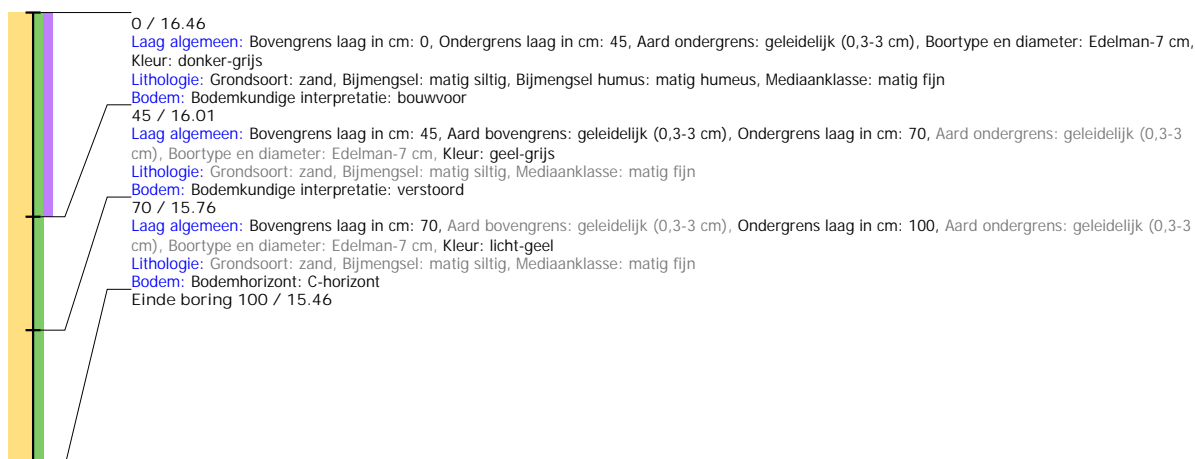 0 / 16.46
Laag algemeen: Bovengrens laag in cm: 0, Ondergrens laag in cm: 45, Aard ondergrens: geleidelijk (0,3-3 cm), Boortype en diameter: Edelman-7 cm,
Kleur: donker-grijs
Lithologie: Grondsoort: zand, Bijmengsel: matig siltig, Bijmengsel humus: matig humeus, Mediaanklasse: matig fijn
Bodem: Bodemkundige interpretatie: bouwvoor
45 / 16.01
Laag algemeen: Bovengrens laag in cm: 45, Aard bovengrens: geleidelijk (0,3-3 cm), Ondergrens laag in cm: 70, Aard ondergrens: geleidelijk (0,3-3
cm), Boortype en diameter: Edelman-7 cm, Kleur: geel-grijs
Lithologie: Grondsoort: zand, Bijmengsel: matig siltig, Mediaanklasse: matig fijn
Bodem: Bodemkundige interpretatie: verstoord
70 / 15.76
Laag algemeen: Bovengrens laag in cm: 70, Aard bovengrens: geleidelijk (0,3-3 cm), Ondergrens laag in cm: 100, Aard ondergrens: geleidelijk (0,3-3
cm), Boortype en diameter: Edelman-7 cm, Kleur: licht-geel
Lithologie: Grondsoort: zand, Bijmengsel: matig siltig, Mediaanklasse: matig fijn
Bodem: Bodemhorizont: C-horizont
Einde boring 100 / 15.46